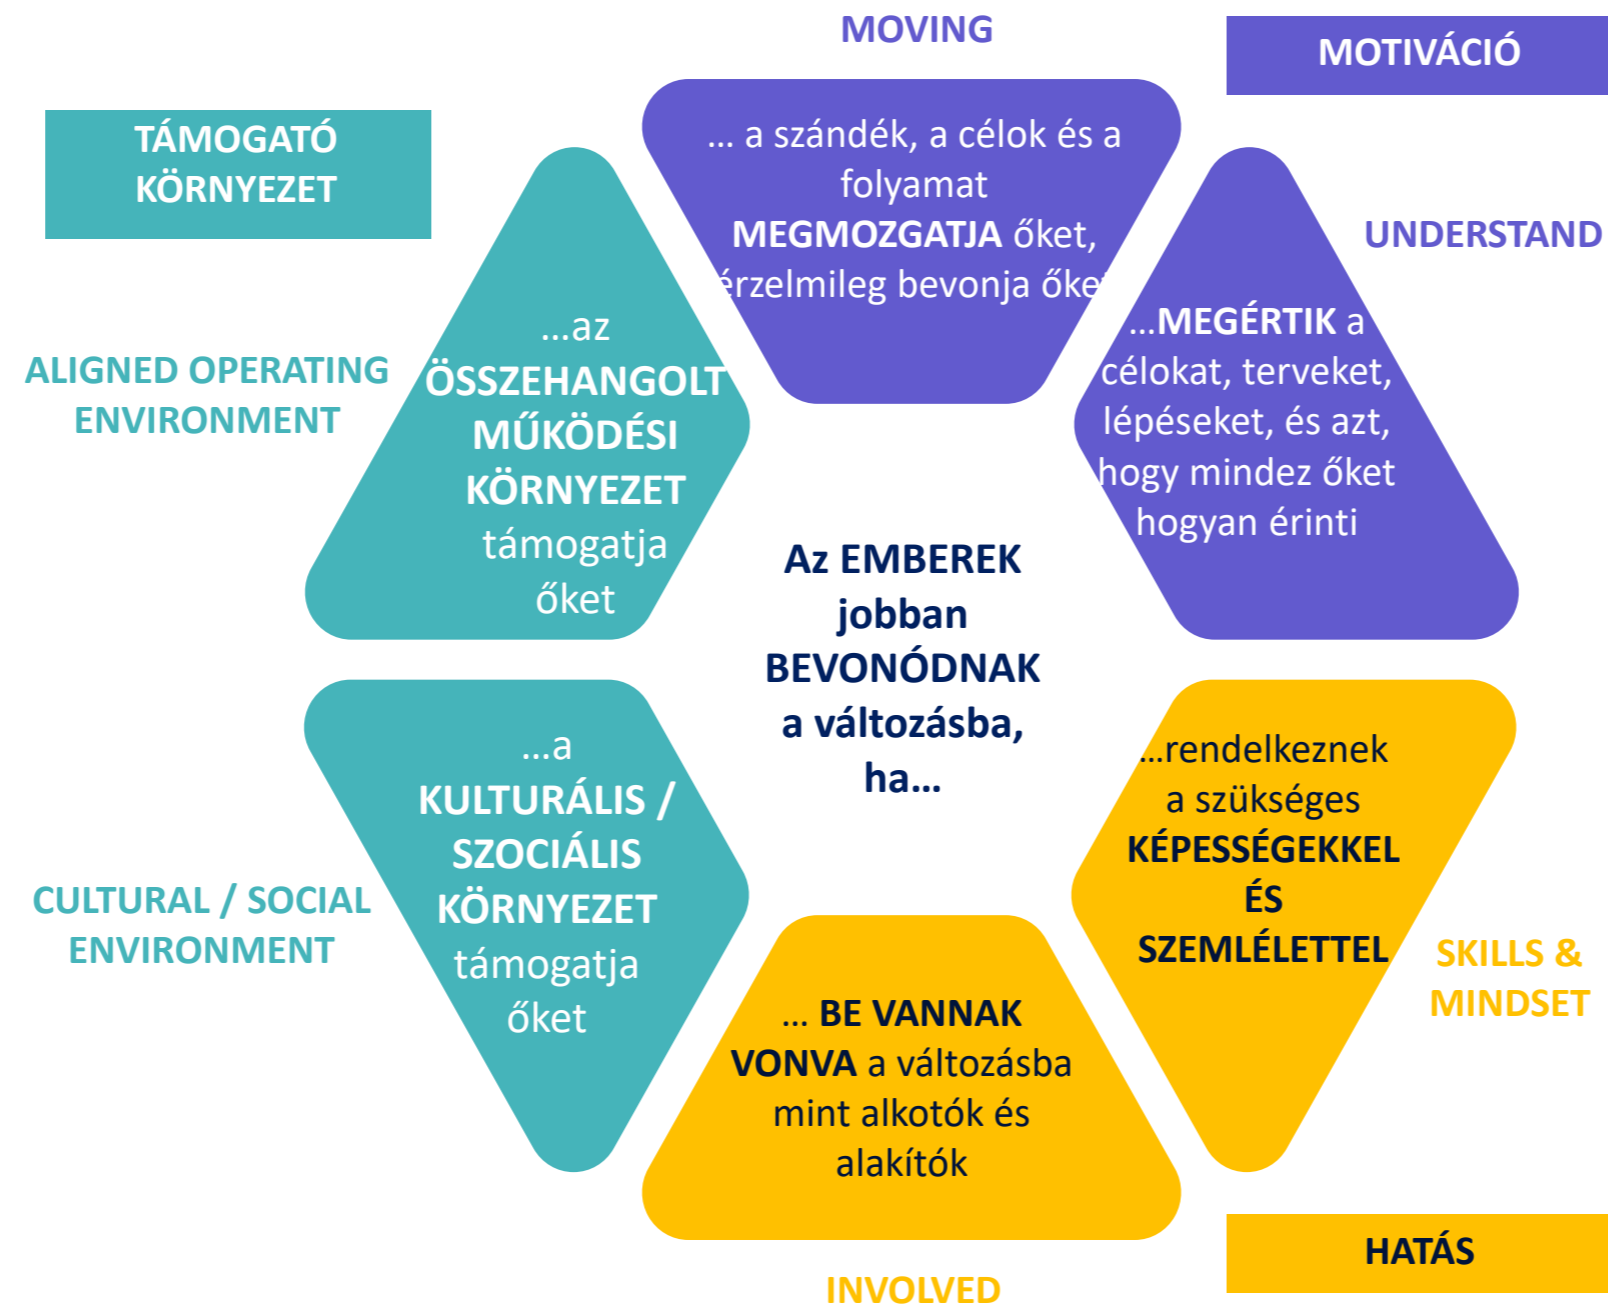 MOVING
MOTIVÁCIÓ
TÁMOGATÓ
KÖRNYEZET
... a szándék, a célok és a
folyamat
MEGMOZGATJA őket,
érzelmileg bevonja őket
UNDERSTAND
...MEGÉRTIK a
célokat, terveket,
lépéseket, és azt,
hogy mindez őket
hogyan érinti
ALIGNED OPERATING
ENVIRONMENT
...az
ÖSSZEHANGOLT
MŰKÖDÉSI
KÖRNYEZET
támogatja
őket
Az EMBEREK
jobban
BEVONÓDNAK
a változásba,
ha...
...a
KULTURÁLIS /
SZOCIÁLIS
KÖRNYEZET
támogatja
őket
CULTURAL / SOCIAL
ENVIRONMENT
...rendelkeznek
a szükséges
KÉPESSÉGEKKEL
ÉS
SZEMLÉLETTEL
SKILLS &
MINDSET
... BE VANNAK
VONVA a változásba
mint alkotók és
alakítók
HATÁS
INVOLVED